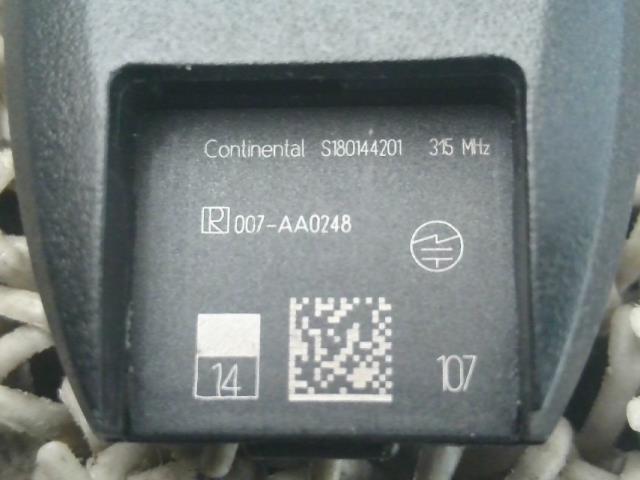 Continental S180144201 315 MHz
R 007-AA0248
14
107